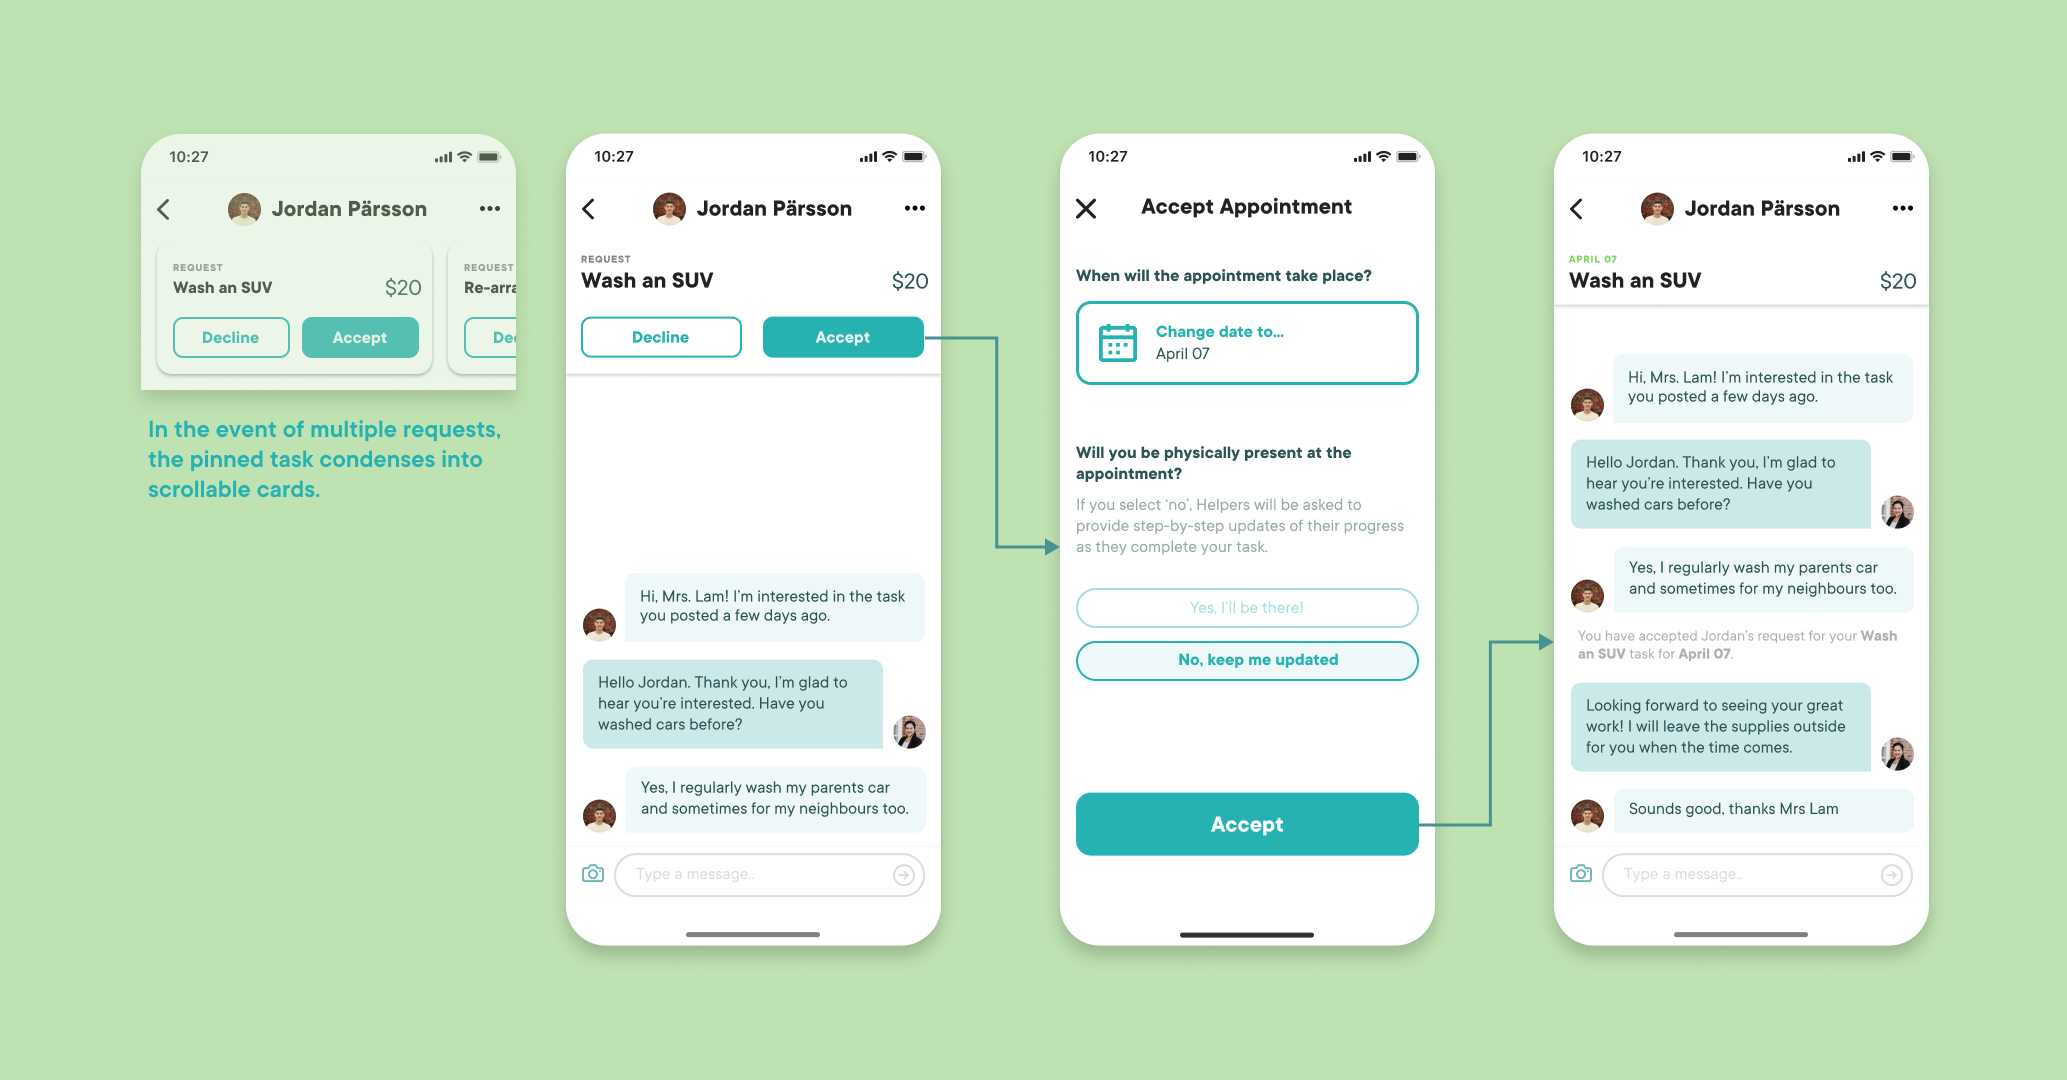 10:27
Jordan Pärsson
REQUEST
Wash an SUV
$20
Decline
Accept
REQUEST
Re-arra
De
In the event of multiple requests,
the pinned task condenses into
scrollable cards.
10:27
Jordan Pärsson
REQUEST
Wash an SUV
$20
Decline
Accept
Hi, Mrs. Lam! I'm interested in the task
you posted a few days ago.
Hello Jordan. Thank you, I'm glad to
hear you're interested. Have you
washed cars before?
Yes, I regularly wash my parents car
and sometimes for my neighbours too.
Type a message..
10:27
Accept Appointment
When will the appointment take place?
Change date to...
April 07
Will you be physically present at the
appointment?
If you select ‘no’, Helpers will be asked to
provide step-by-step updates of their progress
as they complete your task.
Yes, I'll be there!
No, keep me updated
Accept
10:27
Jordan Pärsson
APRIL 07
Wash an SUV
$20
Hi, Mrs. Lam! I'm interested in the task
you posted a few days ago.
Hello Jordan. Thank you, I'm glad to
hear you're interested. Have you
washed cars before?
Yes, I regularly wash my parents car
and sometimes for my neighbours too.
You have accepted Jordan's request for your Wash
an SUV task for April 07.
Looking forward to seeing your great
work! I will leave the supplies outside
for you when the time comes.
Sounds good, thanks Mrs Lam
Type a message..